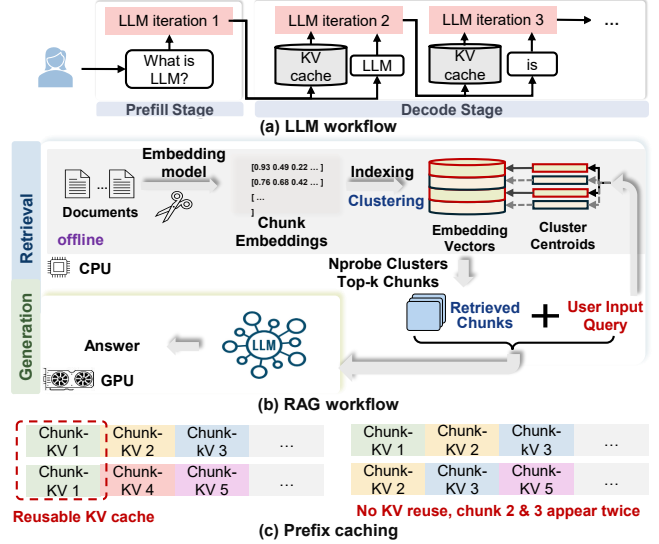 LLM iteration 1
LLM iteration 2
LLM iteration 3
...
What is
LLM?
KV
cache
LLM
KV
cache
is
Prefill Stage
Decode Stage
(a) LLM workflow
Retrieval
Documents
...
offline
CPU
Embedding
model
[0.93 0.49 0.22 ... ]
[0.76 0.68 0.42 ... ]
[ ...
]
Chunk
Embeddings
Indexing
Clustering
Embedding
Vectors
Cluster
Centroids
Nprobe Clusters
Top-k Chunks
Retrieved
Chunks
+
User Input
Query
Generation
Answer
LLM
GPU
(b) RAG workflow
Chunk-
KV 1
Chunk-
KV 2
Chunk-
kV 3
...
Chunk-
KV 1
Chunk-
KV 4
Chunk-
KV 5
...
Reusable KV cache
Chunk-
KV 1
Chunk-
KV 2
Chunk-
kV 3
...
Chunk-
KV 2
Chunk-
KV 3
Chunk-
KV 5
...
No KV reuse, chunk 2 & 3 appear twice
(c) Prefix caching